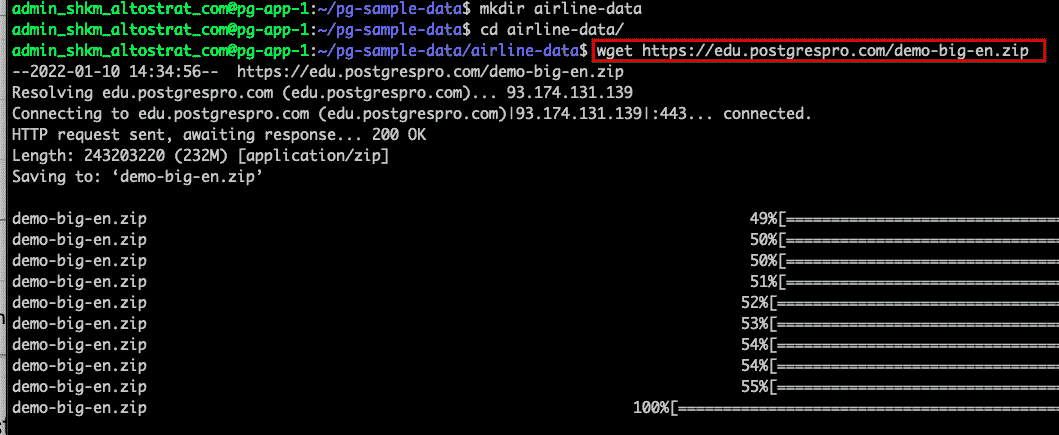 admin_shkm_altostrat_com@pg-app-1:~/pg-sample-data$ mkdir airline-data
admin_shkm_altostrat_com@pg-app-1:~/pg-sample-data$ cd airline-data/
admin_shkm_altostrat_com@pg-app-1:~/pg-sample-data/airline-data$ wget https://edu.postgrespro.com/demo-big-en.zip
--2022-01-10 14:34:56--  https://edu.postgrespro.com/demo-big-en.zip
Resolving edu.postgrespro.com (edu.postgrespro.com)... 93.174.131.139
Connecting to edu.postgrespro.com (edu.postgrespro.com)|93.174.131.139|:443... connected.
HTTP request sent, awaiting response... 200 OK
Length: 243203220 (232M) [application/zip]
Saving to: ‘demo-big-en.zip’
demo-big-en.zip 49%[===========================
demo-big-en.zip 50%[===========================
demo-big-en.zip 50%[===========================
demo-big-en.zip 51%[===========================
demo-big-en.zip 52%[============================
demo-big-en.zip 53%[============================
demo-big-en.zip 54%[============================
demo-big-en.zip 54%[============================
demo-big-en.zip 55%[============================
demo-big-en.zip 100%[==========================================